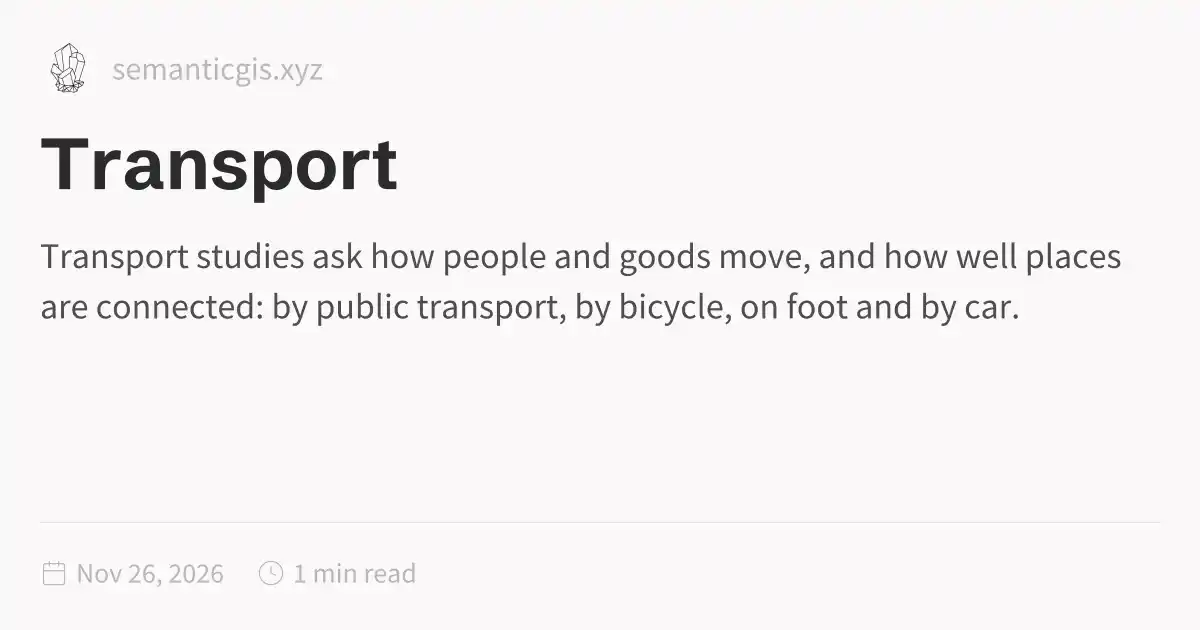 semanticgis.xyz
Transport
Transport studies ask how people and goods move, and how well places
are connected: by public transport, by bicycle, on foot and by car.
Nov 26, 2026 1 min read